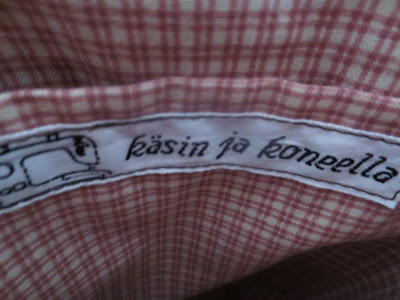 käsin ja koneella